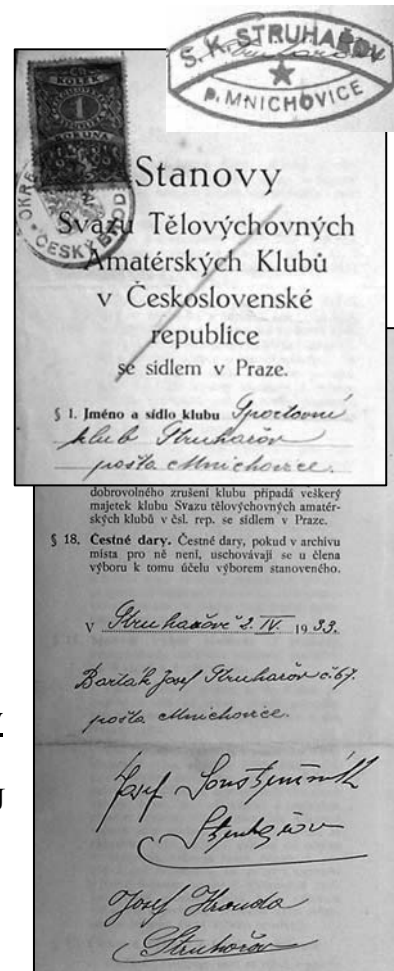 S. K. STRUHAŘOV
p. MNICHOVICE
KOLEK
1
KORUNA
OKRE
ČESKÝ BROD
Stanovy
Svazu Tělovýchovných
Amatérských Klubů
v Československé
republice
se sídlem v Praze.
§ 1. Jméno a sídlo klubu Sportovní
klub Struhařov
pošta Mnichovice.
dobrovolného zrušení klubu připadá veškerý
majetek klubu Svazu tělovýchovných amatér-
ských klubů v čsl. rep. se sídlem v Praze.
§ 18. Čestné dary. Čestné dary, pokud v archivu
místa pro ně není, uschovávají se u člena
výboru k tomu účelu výborem stanoveného.
V Struhařově 2. IV. 1933.
Barták Josef Struhařov č. 67.
pošta Mnichovice.
Josef
Struhařov
Josef Hrouda
Struhařov